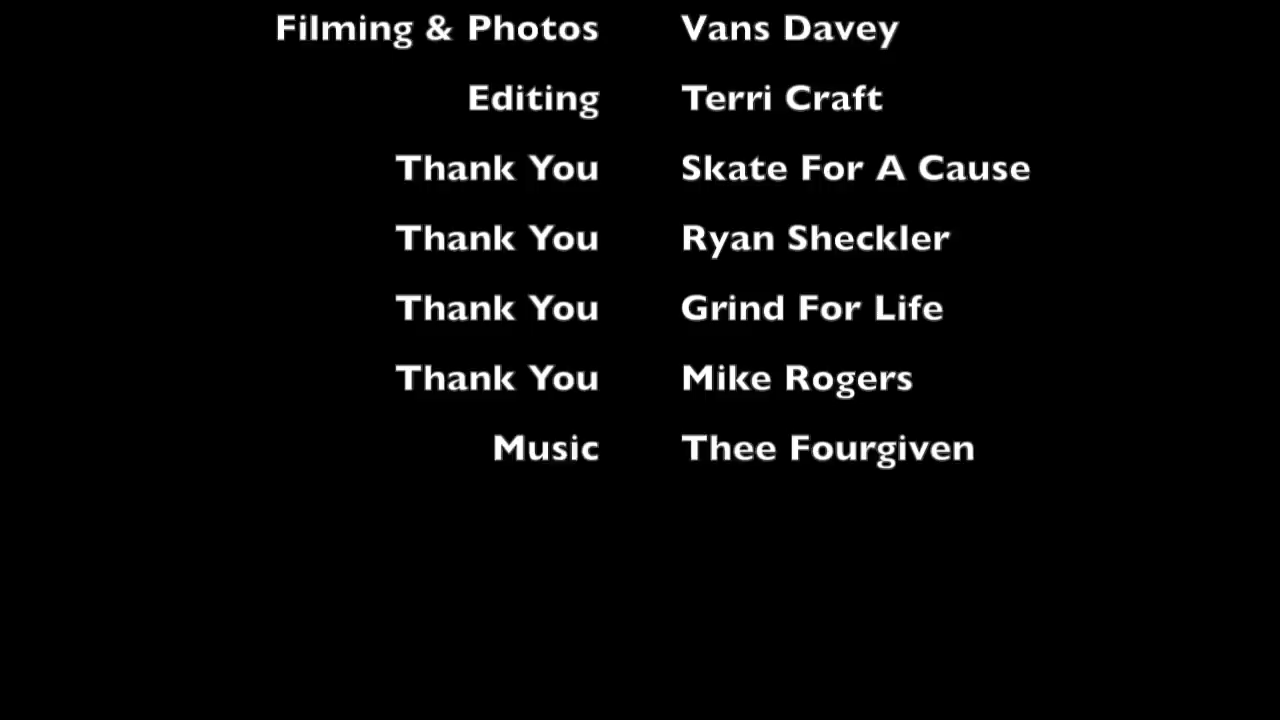 Filming & Photos Vans Davey
Editing Terri Craft
Thank You Skate For A Cause
Thank You Ryan Sheckler
Thank You Grind For Life
Thank You Mike Rogers
Music Thee Fourgiven